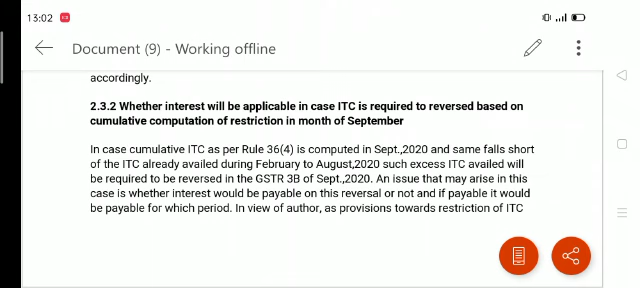 13:02
Document (9) - Working offline
accordingly.
2.3.2 Whether interest will be applicable in case ITC is required to reversed based on
cumulative computation of restriction in month of September
In case cumulative ITC as per Rule 36(4) is computed in Sept.,2020 and same falls short
of the ITC already availed during February to August,2020 such excess ITC availed will
be required to be reversed in the GSTR 3B of Sept.,2020. An issue that may arise in this
case is whether interest would be payable on this reversal or not and if payable it would
be payable for which period. In view of author, as provisions towards restriction of ITC